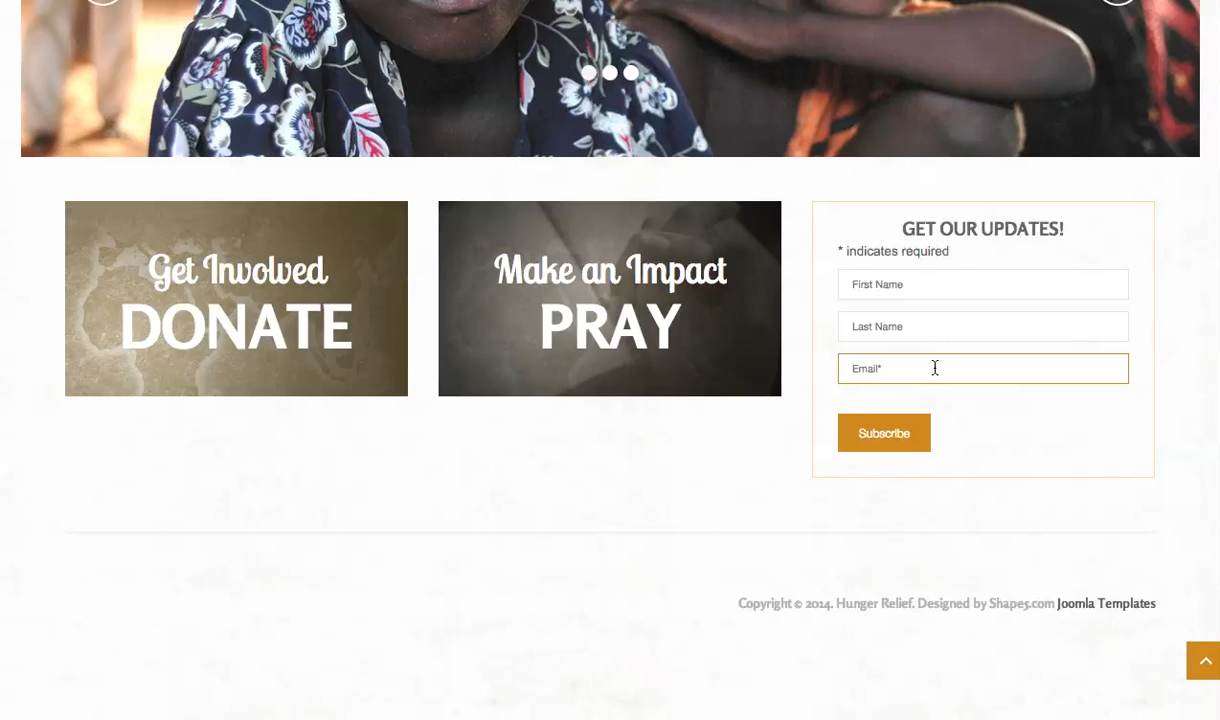 Get Involved
DONATE
Make an Impact
PRAY
GET OUR UPDATES!
* indicates required
First Name
Last Name
Email*
Subscribe
Copyright © 2014. Hunger Relief. Designed by Shape5.com Joomla Templates